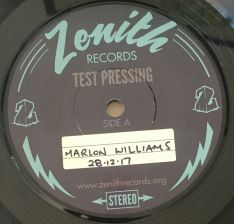 Zenith
RECORDS
TEST PRESSING
SIDE A
MARLON WILLIAMS
28.12.17
www.zenithrecords.org
STEREO